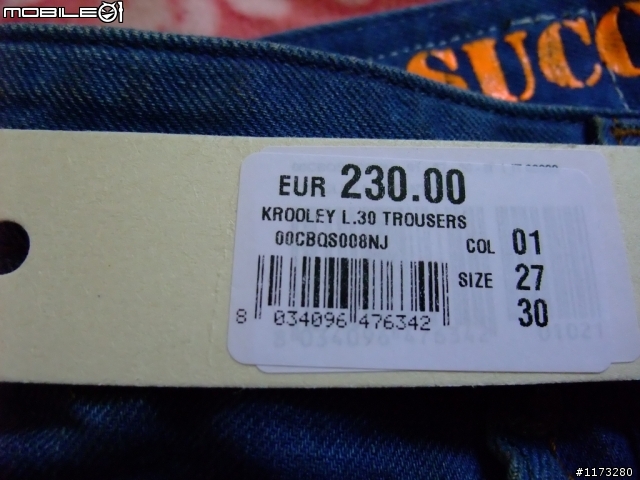 MOBILE01
SUCC
EUR 230.00
KROOLEY L.30 TROUSERS
00CBQS008NJ
COL 01
SIZE 27
30
8 034096 476342
#1173280